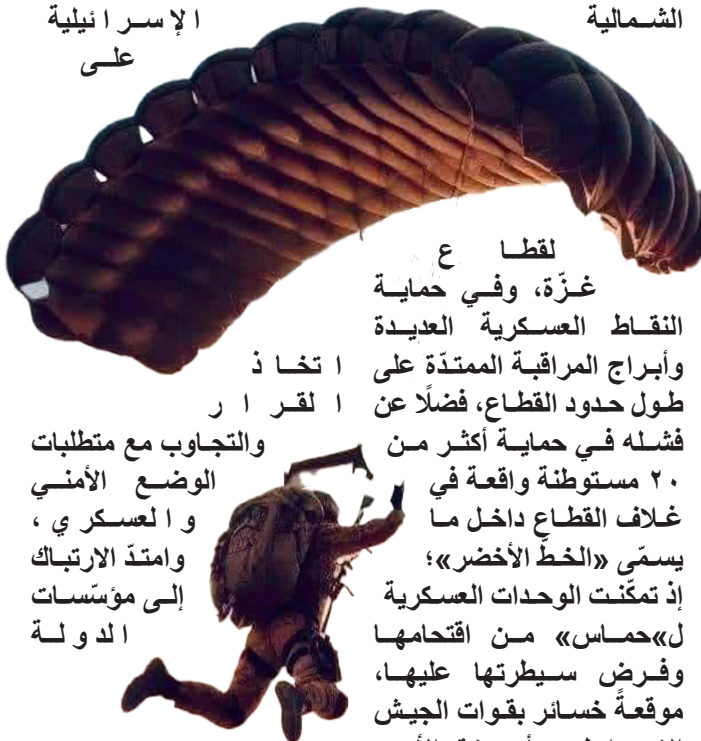 الشمالية
لقطاع
غزّة، وفي حماية
النقاط العسكرية العديدة
وأبراج المراقبة الممتدّة على
طول حدود القطاع، فضلًا عن
فشله في حماية أكثر من
٢٠ مستوطنة واقعة في
غلاف القطاع داخل ما
يسمّى «الخطّ الأخضر»؛
إذ تمكّنت الوحدات العسكرية
ل»حماس» من اقتحامها
وفرض سيطرتها عليها،
موقعةً خسائر بقوات الجيش
الإسرائيلية
على
اتخاذ
القرار
والتجاوب مع متطلبات
الوضع الأمني
والعسكري،
وامتدّ الارتباك
إلى مؤسّسات
الدولة